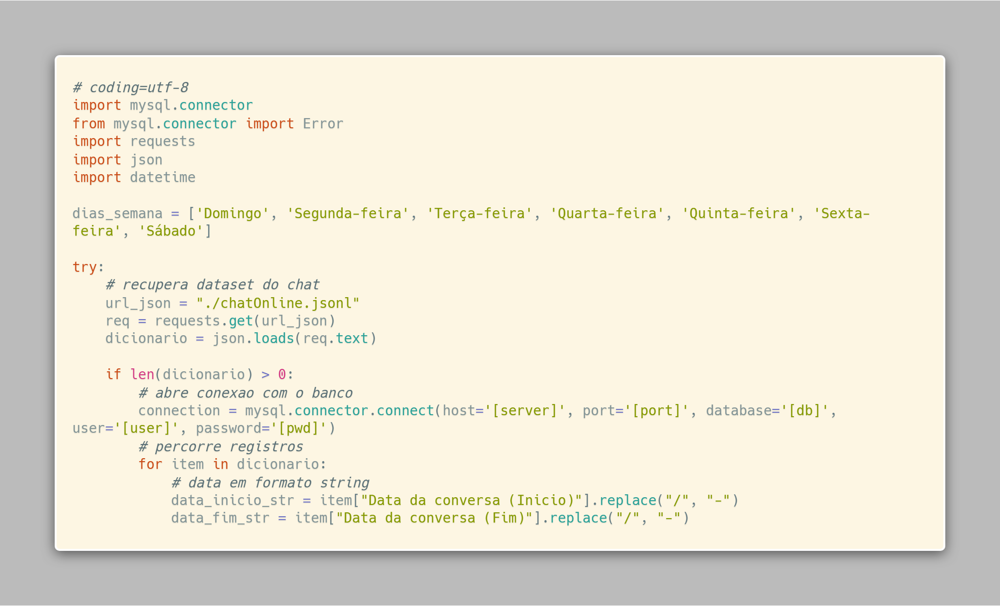 # coding=utf-8
import mysql.connector
from mysql.connector import Error
import requests
import json
import datetime
dias_semana = ['Domingo', 'Segunda-feira', 'Terça-feira', 'Quarta-feira', 'Quinta-feira', 'Sexta-
feira', 'Sábado']
try:
    # recupera dataset do chat
    url_json = "./chatOnline.jsonl"
    req = requests.get(url_json)
    dicionario = json.loads(req.text)
    if len(dicionario) > 0:
        # abre conexao com o banco
        connection = mysql.connector.connect(host='[server]', port='[port]', database='[db]',
user='[user]', password='[pwd]')
        # percorre registros
        for item in dicionario:
            # data em formato string
            data_inicio_str = item["Data da conversa (Inicio)"].replace("/", "-")
            data_fim_str = item["Data da conversa (Fim)"].replace("/", "-")